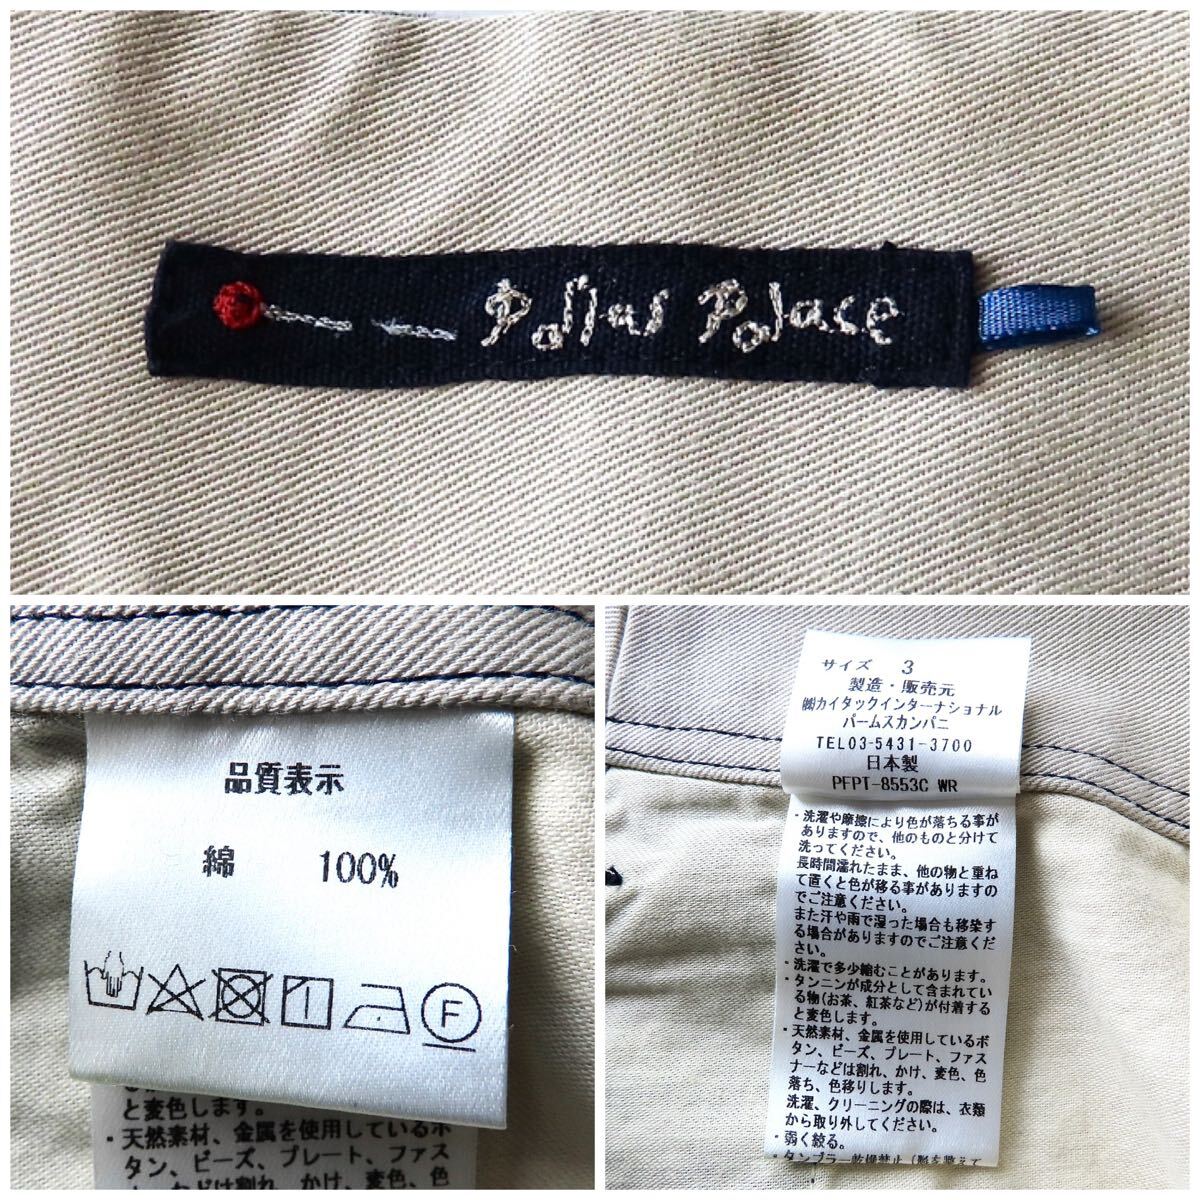 Pallas Palace
品質表示
綿 100%
F
と変色します。
・天然素材、金属を使用しているボ
タン、ビーズ、プレート、ファス
サイズ 3
製造・販売元
㈱カイタックインターナショナル
パームスカンパニ
TEL03-5431-3700
日本製
PFPT-8553C WR
・洗濯や摩擦により色が落ちる事が
ありますので、他のものと分けて
洗ってください。
長時間濡れたまま、他の物と重ね
て置くと色が移る事がありますの
でご注意ください。
また汗や雨で湿った場合も移染す
る場合がありますのでご注意くだ
さい。
・洗濯で多少縮むことがあります。
・タンニンが成分として含まれてい
る物(お茶、紅茶など)が付着する
と変色します。
・天然素材、金属を使用しているボ
タン、ビーズ、プレート、ファス
ナーなどは割れ、かけ、変色、色
落ち、色移りします。
洗濯、クリーニングの際は、衣類
から取り外してください。
・弱く絞る。
・タンブラー乾燥禁止(形を整えて